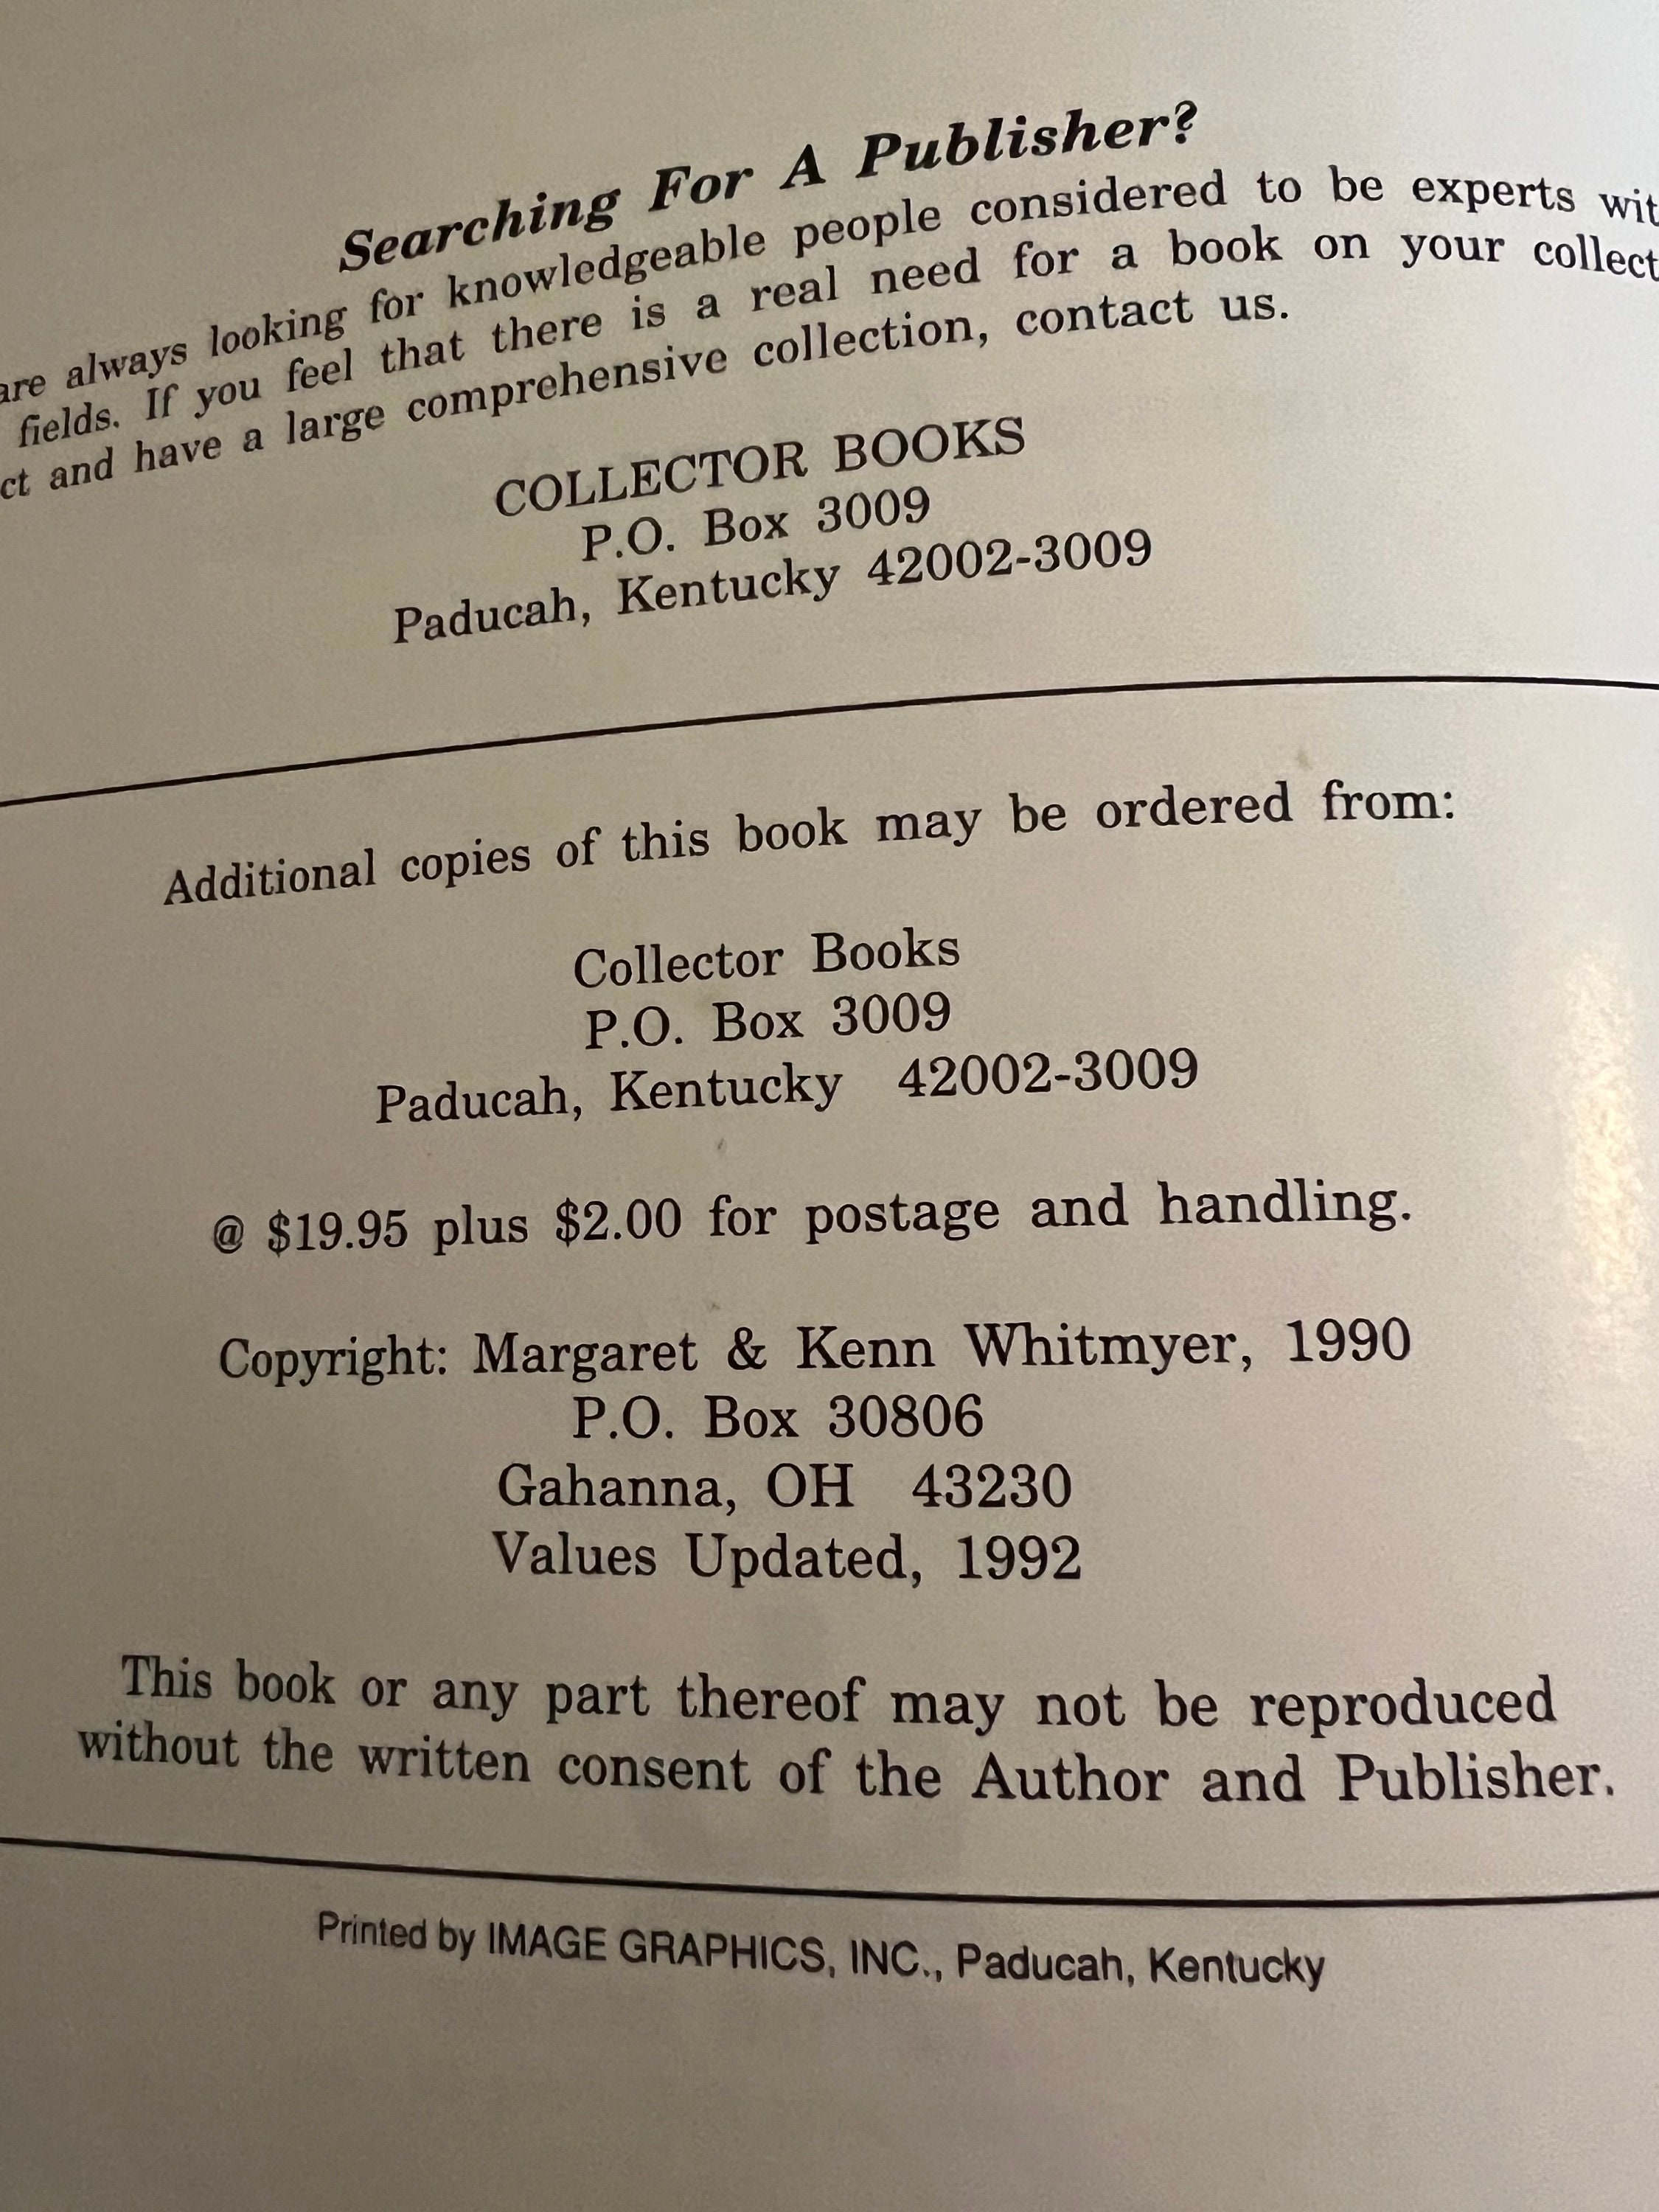 Searching For A Publisher?
are always looking for knowledgeable people considered to be experts wit
fields. If you feel that there is a real need for a book on your collect
ct and have a large comprehensive collection, contact us.
COLLECTOR BOOKS
P.O. Box 3009
Paducah, Kentucky 42002-3009
Additional copies of this book may be ordered from:
Collector Books
P.O. Box 3009
Paducah, Kentucky 42002-3009
@ $19.95 plus $2.00 for postage and handling.
Copyright: Margaret & Kenn Whitmyer, 1990
P.O. Box 30806
Gahanna, OH 43230
Values Updated, 1992
This book or any part thereof may not be reproduced
without the written consent of the Author and Publisher.
Printed by IMAGE GRAPHICS, INC., Paducah, Kentucky